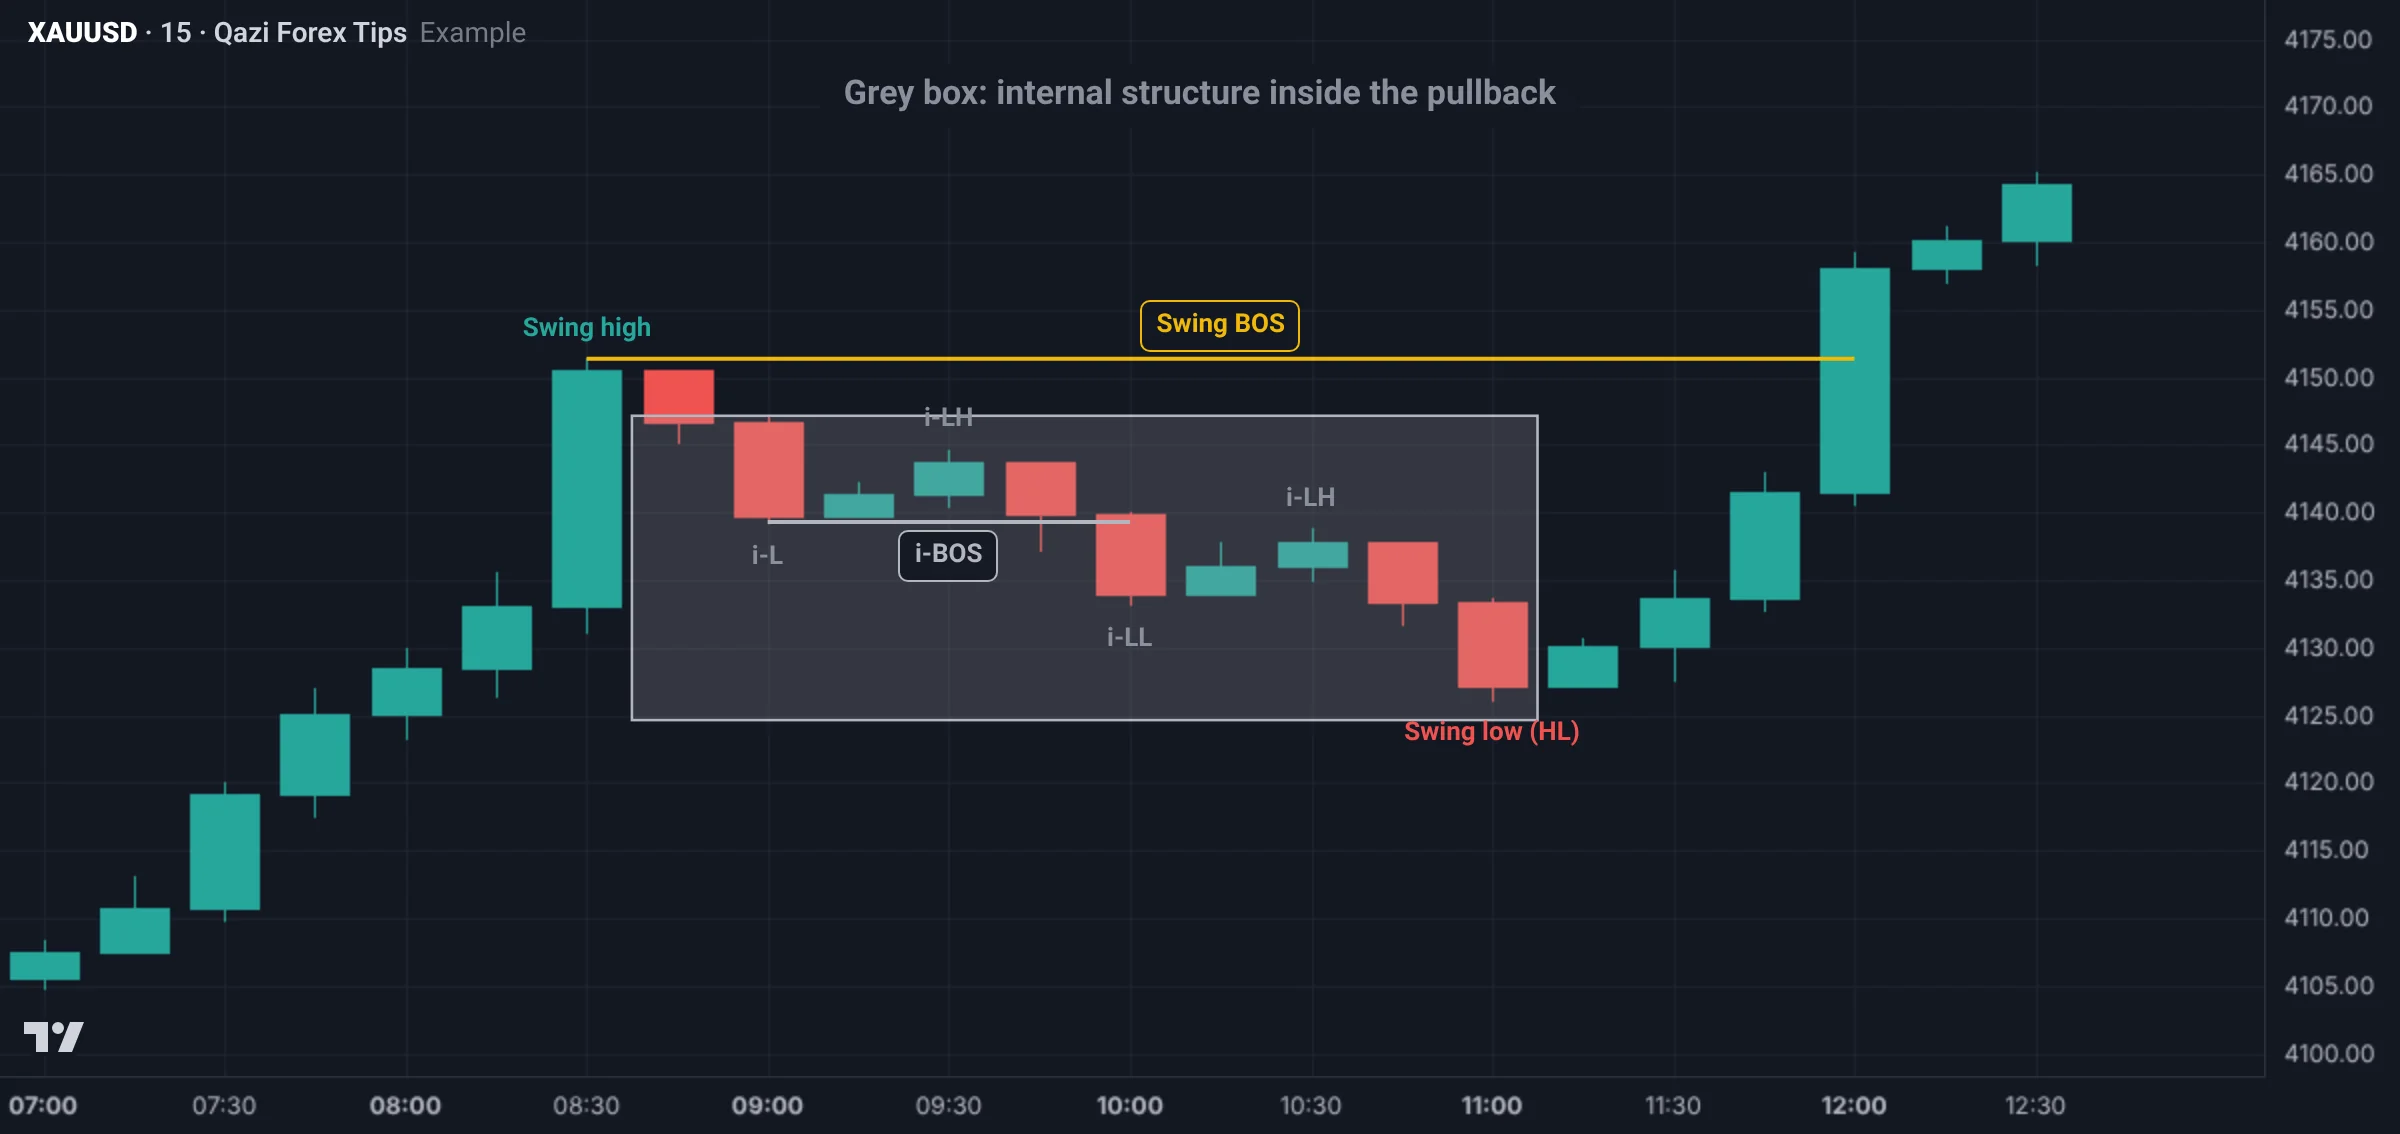 XAUUSD · 15 · Qazi Forex Tips Example
Grey box: internal structure inside the pullback
Swing high
Swing BOS
i-LH
i-L
i-BOS
i-LH
i-LL
Swing low (HL)
4175.00
4170.00
4165.00
4160.00
4155.00
4150.00
4145.00
4140.00
4135.00
4130.00
4125.00
4120.00
4115.00
4110.00
4105.00
4100.00
07:00 07:30 08:00 08:30 09:00 09:30 10:00 10:30 11:00 11:30 12:00 12:30